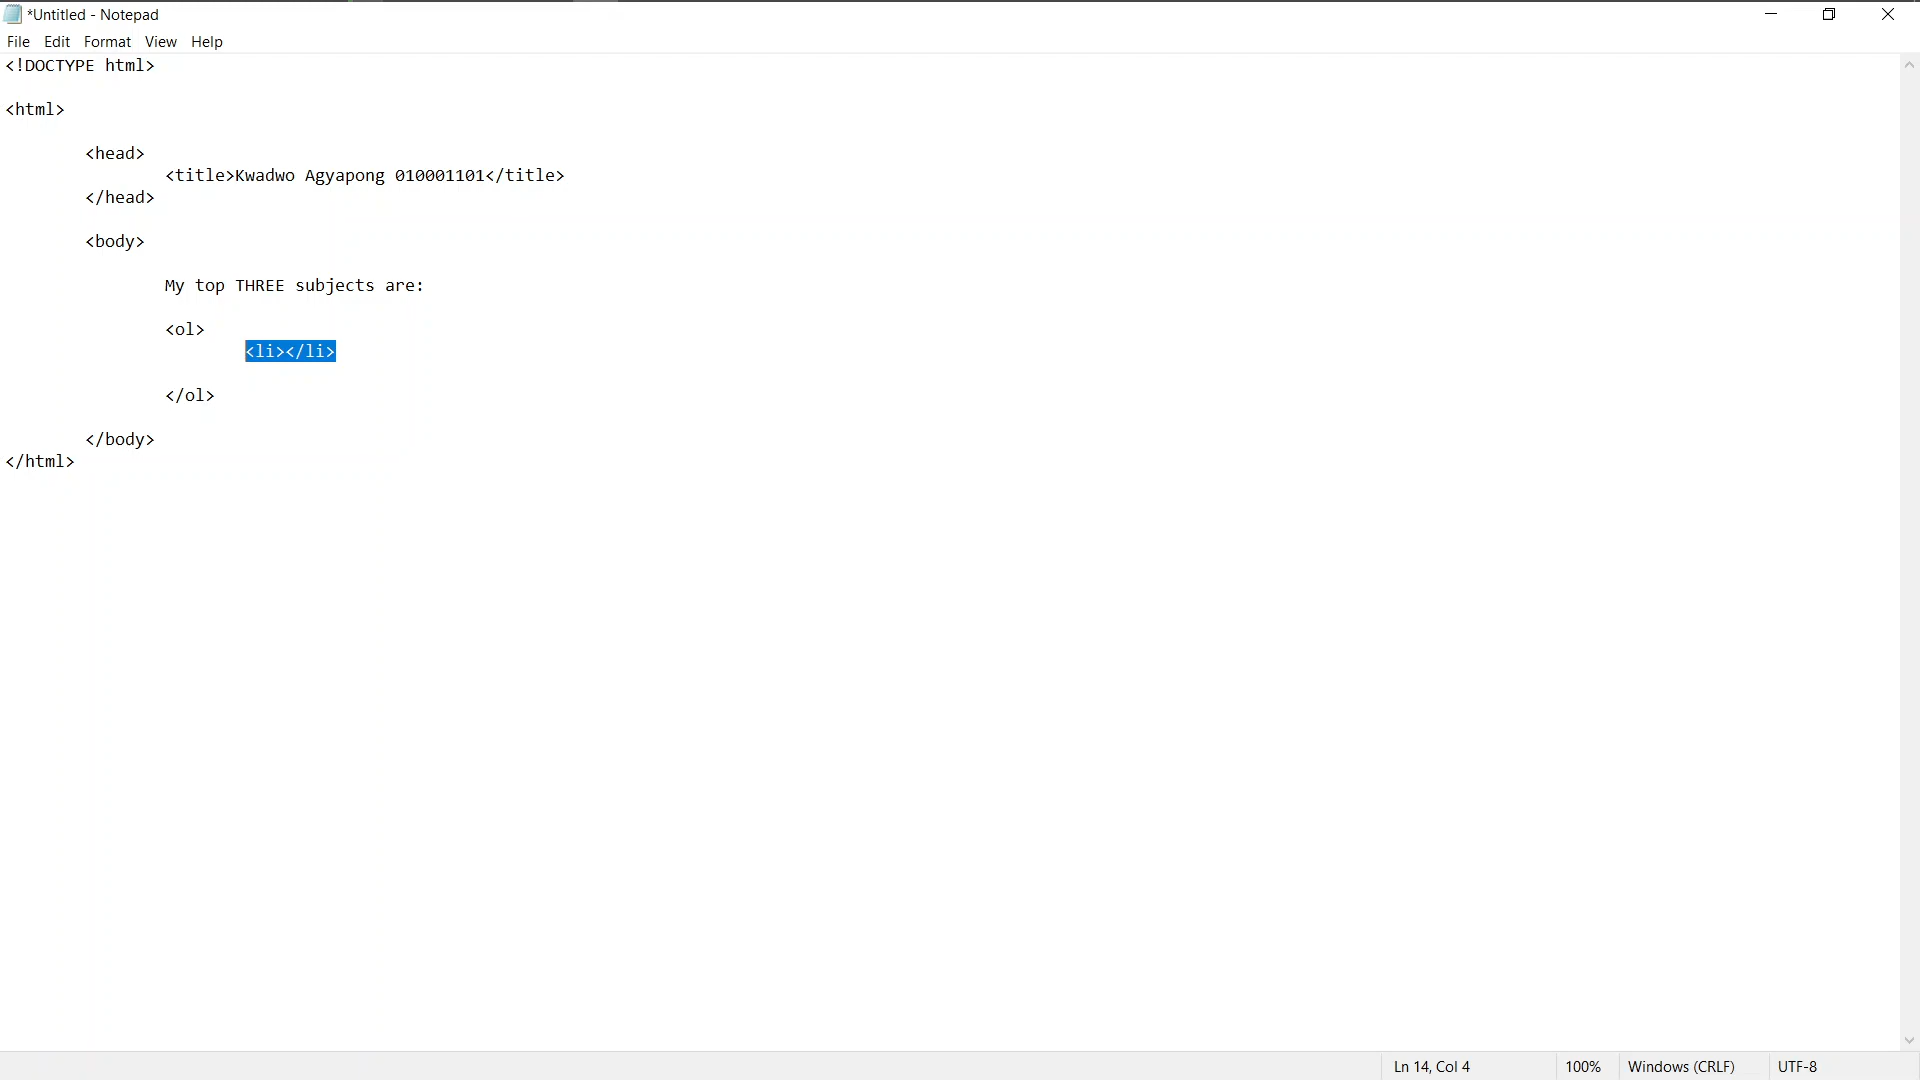 *Untitled - Notepad
File Edit Format View Help
<!DOCTYPE html>
<html>
<head>
<title>Kwadwo Agyapong 010001101</title>
</head>
<body>
My top THREE subjects are:
<ol>
<li></li>
</ol>
</body>
</html>
Ln 14, Col 4 100% Windows (CRLF) UTF-8